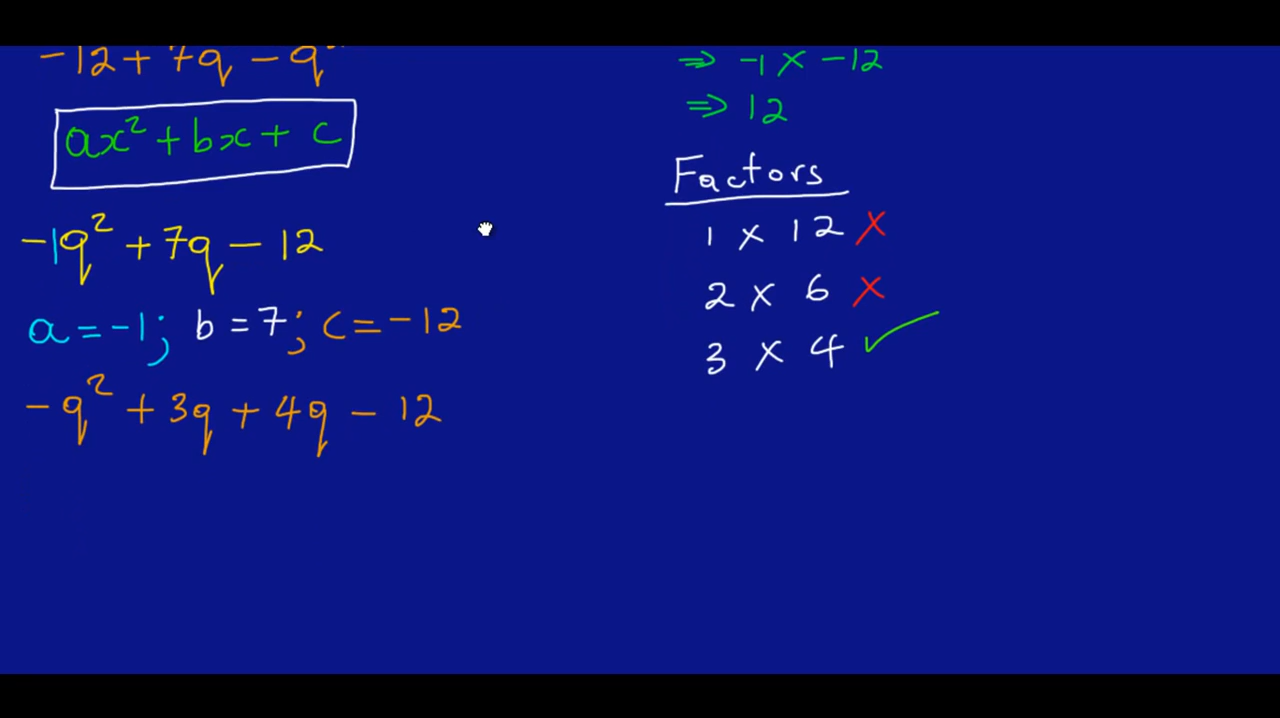 -12 + 7q - q²
ax² + bx + c
-1q² + 7q - 12
a = -1; b = 7; c = -12
-q² + 3q + 4q - 12
⇒ -1 × -12
⇒ 12
Factors
1 × 12 ✗
2 × 6 ✗
3 × 4 ✓